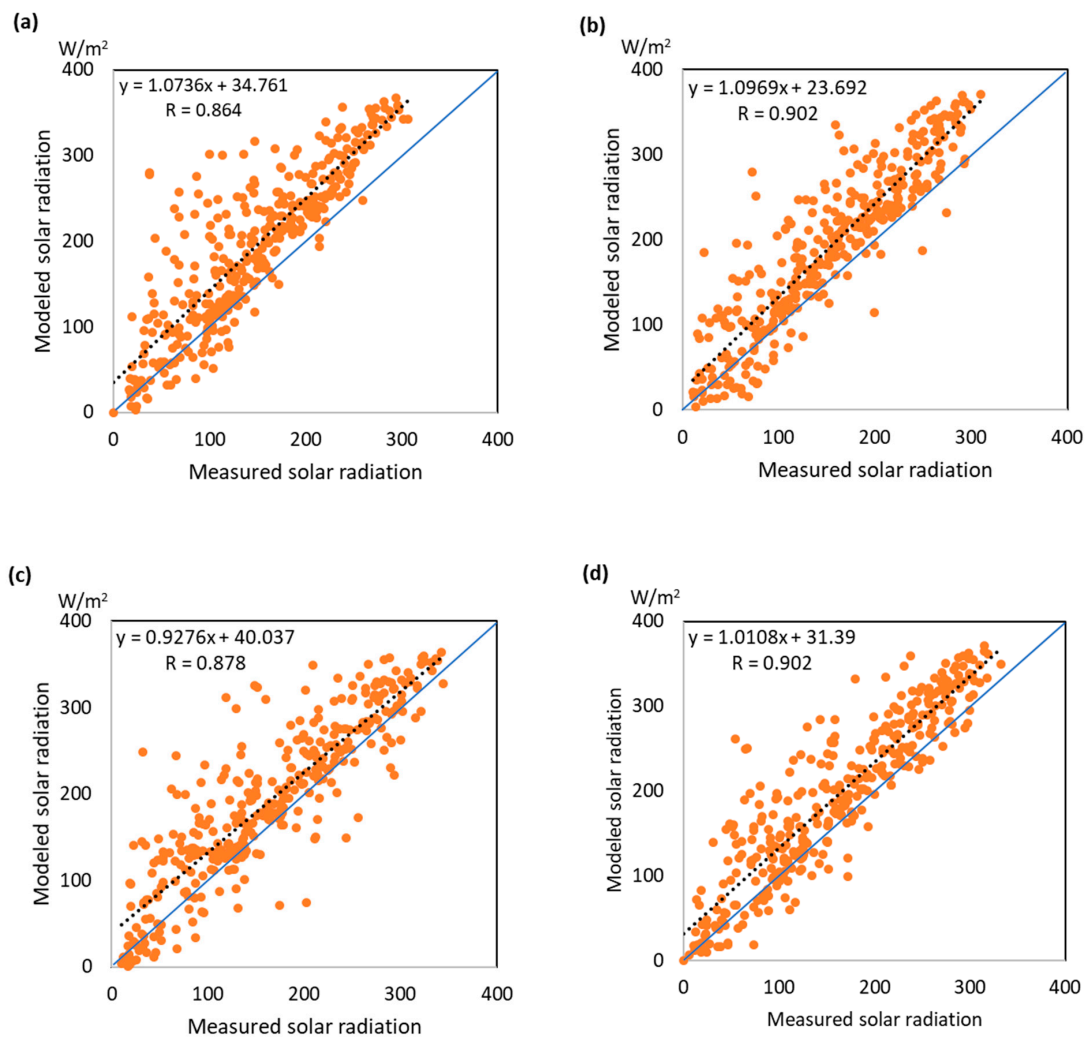 (a)
W/m²
400
y = 1.0736x + 34.761
R = 0.864
300
200
100
0
Modeled solar radiation
0 100 200 300 400
Measured solar radiation
(b)
W/m²
400
y = 1.0969x + 23.692
R = 0.902
300
200
100
0
Modeled solar radiation
0 100 200 300 400
Measured solar radiation
(c)
W/m²
400
y = 0.9276x + 40.037
R = 0.878
300
200
100
0
Modeled solar radiation
0 100 200 300 400
Measured solar radiation
(d)
W/m²
400
y = 1.0108x + 31.39
R = 0.902
300
200
100
0
Modeled solar radiation
0 100 200 300 400
Measured solar radiation